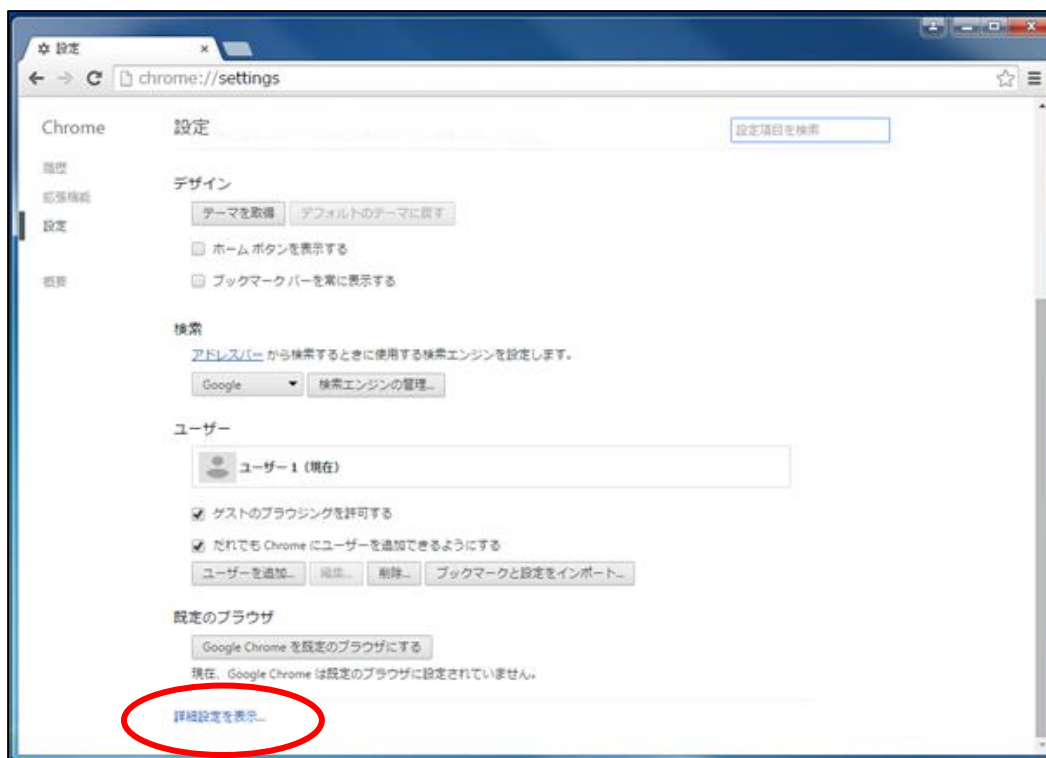 設定
chrome://settings
Chrome
設定
設定項目を検索
履歴
拡張機能
設定
概要
デザイン
テーマを取得 デフォルトのテーマに戻す
ホーム ボタンを表示する
ブックマーク バーを常に表示する
検索
アドレスバー から検索するときに使用する検索エンジンを設定します。
Google 検索エンジンの管理...
ユーザー
ユーザー 1 (現在)
ゲストのブラウジングを許可する
だれでも Chrome にユーザーを追加できるようにする
ユーザーを追加... 編集... 削除... ブックマークと設定をインポート...
既定のブラウザ
Google Chrome を既定のブラウザにする
現在、Google Chrome は既定のブラウザに設定されていません。
詳細設定を表示...